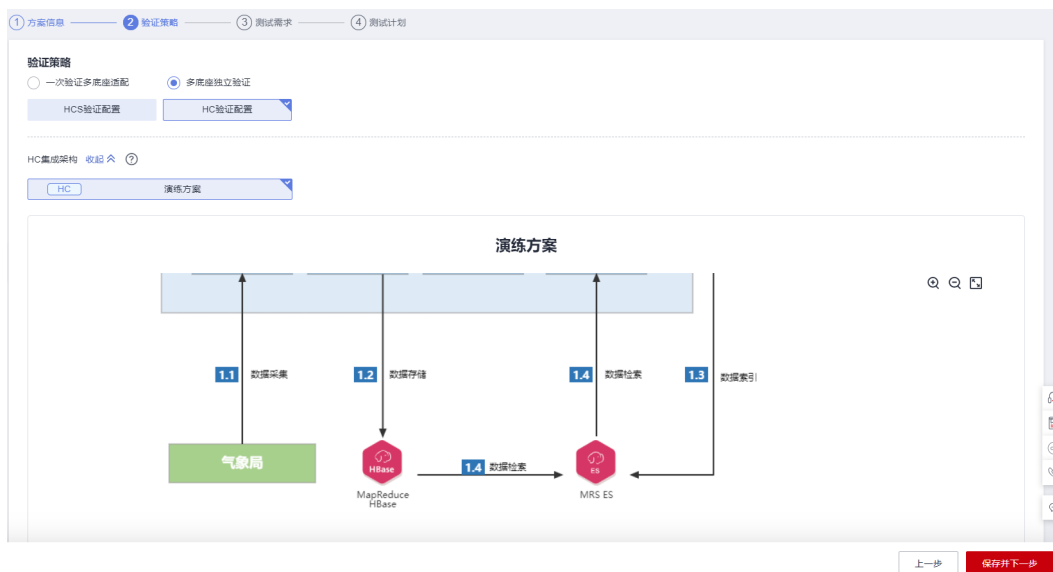 1 方案信息 2 验证策略 3 测试需求 4 测试计划
验证策略
一次验证多底座适配 多底座独立验证
HCS验证配置 HC验证配置
HC集成架构 收起 ?
HC 演练方案
演练方案
1.1 数据采集 1.2 数据存储 1.4 数据检索 1.3 数据索引
气象局 HBase ES
1.4 数据检索
MapReduce
HBase
MRS ES
上一步 保存并下一步